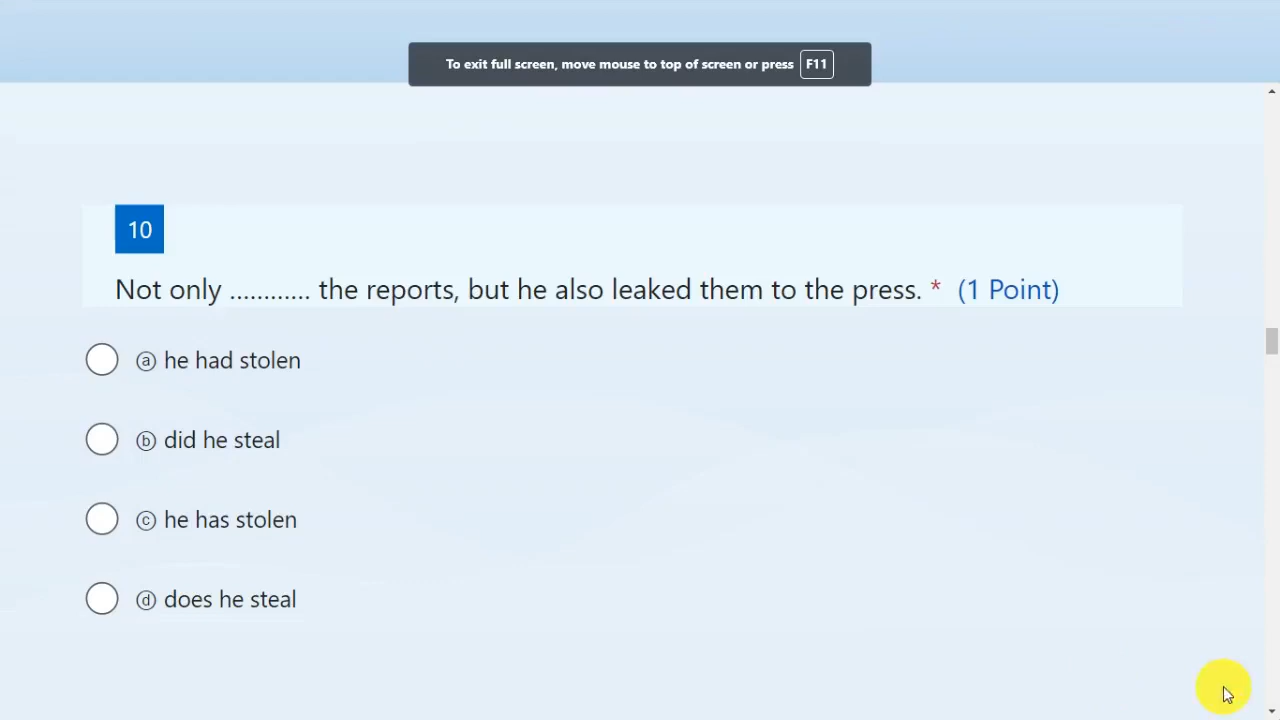 To exit full screen, move mouse to top of screen or press F11
10
Not only ............ the reports, but he also leaked them to the press. * (1 Point)
ⓐ he had stolen
ⓑ did he steal
ⓒ he has stolen
ⓓ does he steal